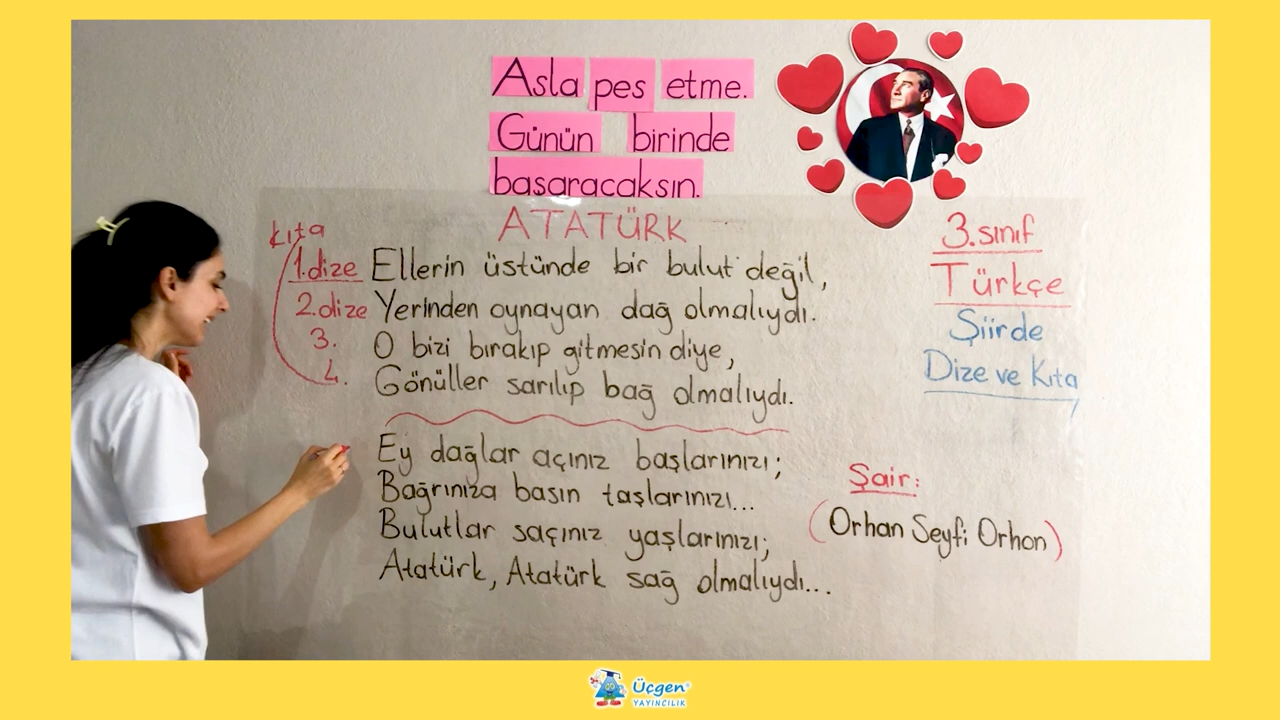 Asla pes etme.
Günün birinde
başaracaksın.
ATATÜRK
kıta
1.dize Ellerin üstünde bir bulut değil,
2.dize Yerinden oynayan dağ olmalıydı.
3. O bizi bırakıp gitmesin diye,
4. Gönüller sarılıp bağ olmalıydı.
Ey dağlar açınız başlarınızı;
Bağrınıza basın taşlarınızı...
Bulutlar saçınız yaşlarınızı;
Atatürk, Atatürk sağ olmalıydı...
3.sınıf
Türkçe
Şiirde
Dize ve Kıta
Şair:
(Orhan Seyfi Orhon)
Üçgen
YAYINCILIK